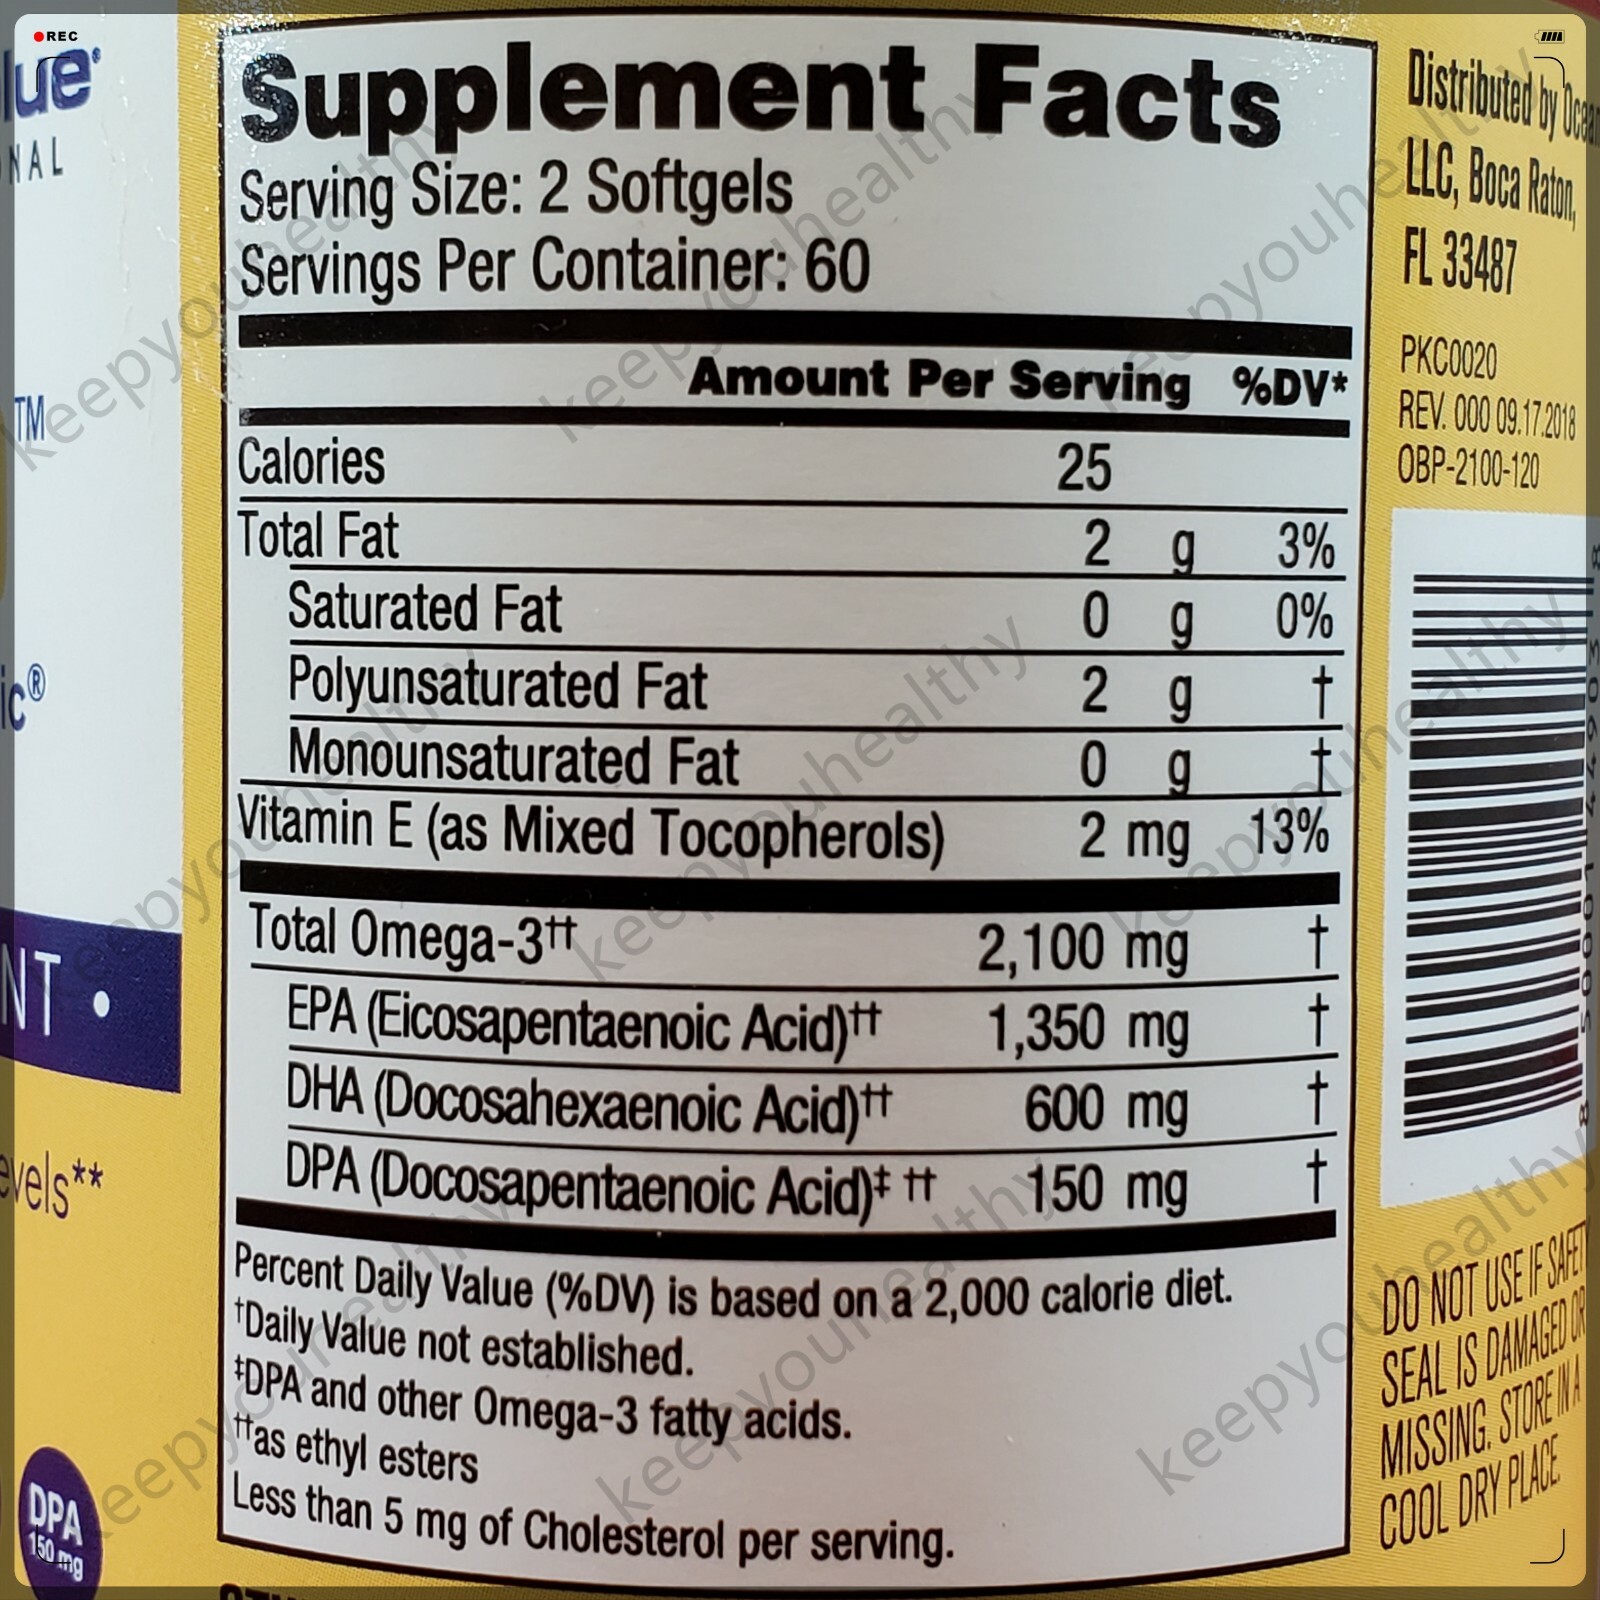 REC
lue®
NAL
TM
ic®
NT •
evels**
DPA
150 mg
Supplement Facts
Serving Size: 2 Softgels
Servings Per Container: 60
Amount Per Serving %DV*
Calories 25
Total Fat 2 g 3%
Saturated Fat 0 g 0%
Polyunsaturated Fat 2 g †
Monounsaturated Fat 0 g †
Vitamin E (as Mixed Tocopherols) 2 mg 13%
Total Omega-3†† 2,100 mg †
EPA (Eicosapentaenoic Acid)†† 1,350 mg †
DHA (Docosahexaenoic Acid)†† 600 mg †
DPA (Docosapentaenoic Acid)‡ †† 150 mg †
Percent Daily Value (%DV) is based on a 2,000 calorie diet.
†Daily Value not established.
‡DPA and other Omega-3 fatty acids.
††as ethyl esters
Less than 5 mg of Cholesterol per serving.
Distributed by Ocean
LLC, Boca Raton,
FL 33487
PKC0020
REV. 000 09.17.2018
OBP-2100-120
DO NOT USE IF SAFETY
SEAL IS DAMAGED OR
MISSING. STORE IN A
COOL DRY PLACE.
keepyouhealthy